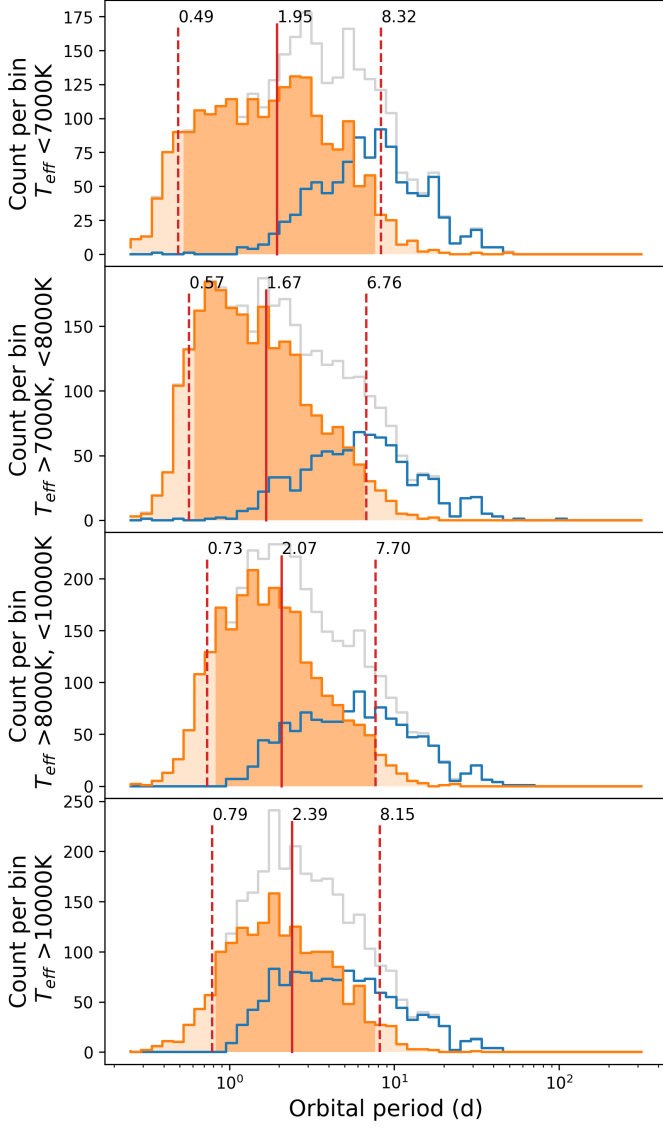 0.49 1.95 8.32
175
150
125
100
75
50
25
0
Count per bin
T_eff <7000K
0.57 1.67 6.76
150
100
50
0
Count per bin
T_eff >7000K, <8000K
0.73 2.07 7.70
200
150
100
50
0
Count per bin
T_eff >8000K, <10000K
0.79 2.39 8.15
250
200
150
100
50
0
Count per bin
T_eff >10000K
10^0 10^1 10^2
Orbital period (d)